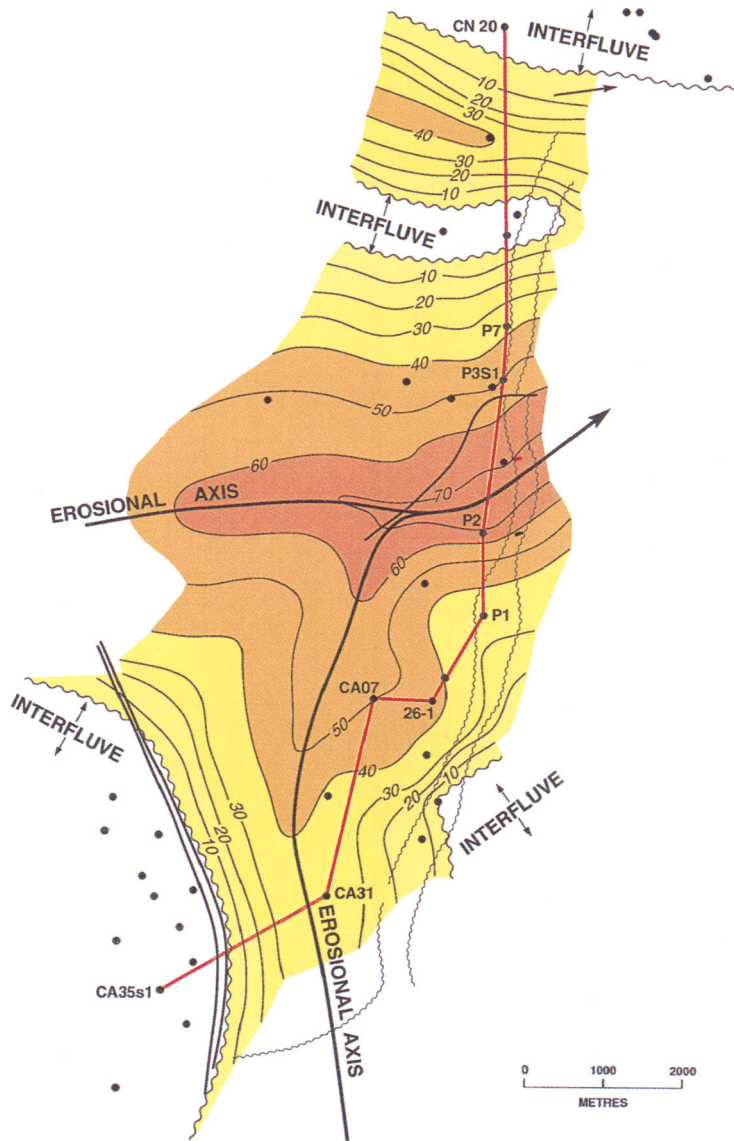 CN 20
INTERFLUVE
10
20
30
40
30
20
10
INTERFLUVE
10
20
30
P7
40
P3S1
50
60
EROSIONAL AXIS
70
P2
60
P1
CA07
26-1
INTERFLUVE
50
40
30
20
10
30
20
10
INTERFLUVE
CA31
EROSIONAL AXIS
CA35s1
0 1000 2000
METRES